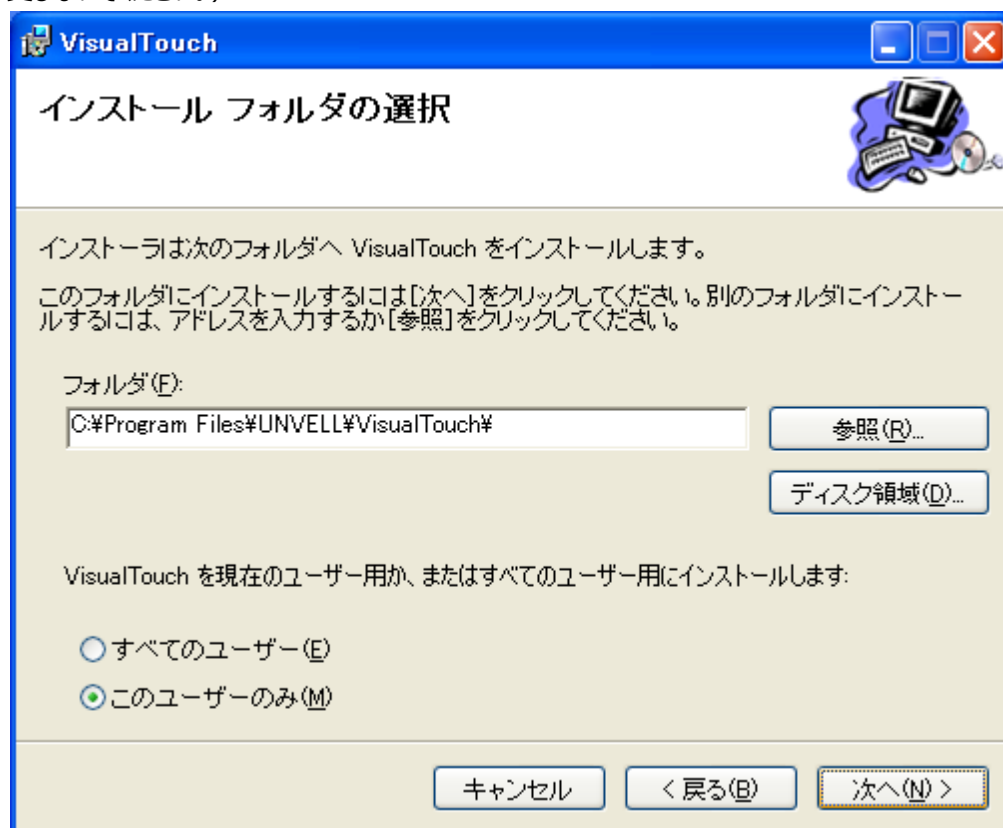 VisualTouch
インストール フォルダの選択
インストーラは次のフォルダへ VisualTouch をインストールします。
このフォルダにインストールするには[次へ]をクリックしてください。別のフォルダにインストー
ルするには、アドレスを入力するか[参照]をクリックしてください。
フォルダ(F):
C:¥Program Files¥UNVELL¥VisualTouch¥
参照(R)...
ディスク領域(D)...
VisualTouch を現在のユーザー用か、またはすべてのユーザー用にインストールします:
すべてのユーザー(E)
このユーザーのみ(M)
キャンセル
< 戻る(B)
次へ(N) >